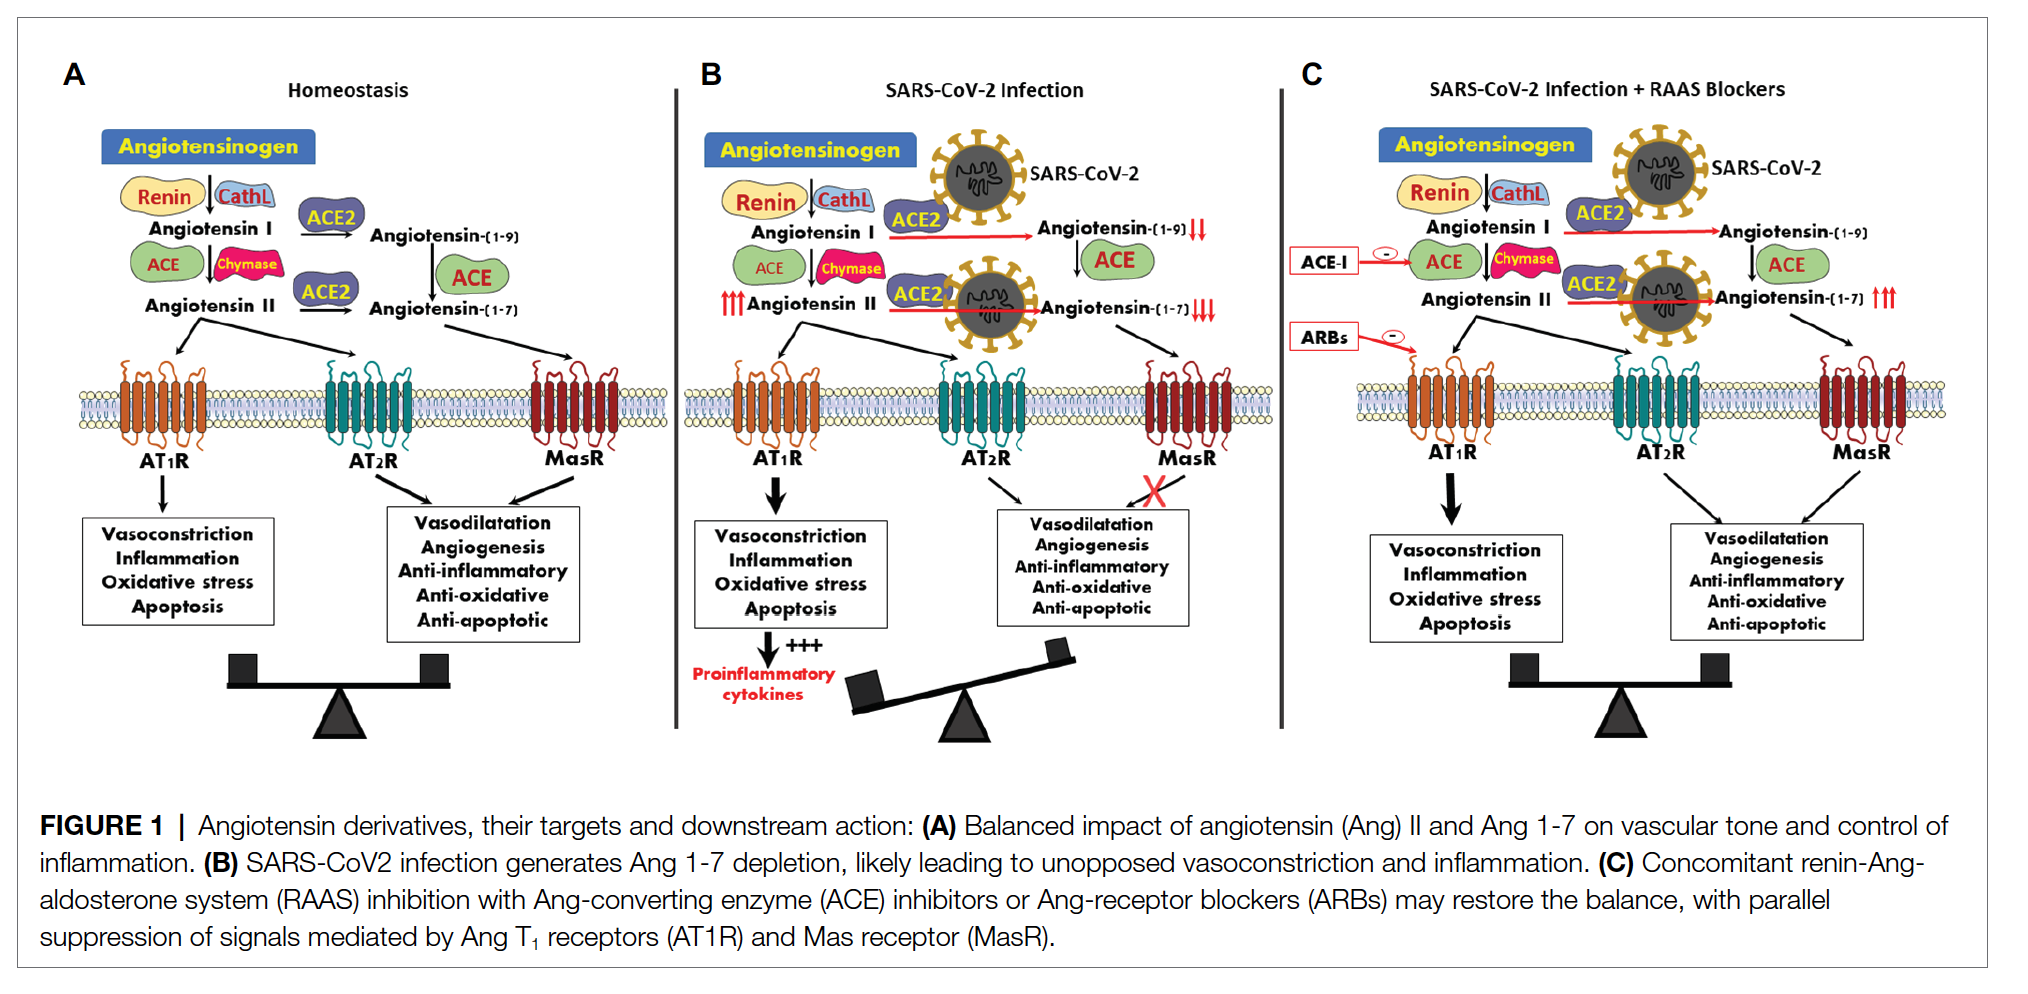 A
Homeostasis
Angiotensinogen
Renin
CathL
Angiotensin I
ACE2
Angiotensin-(1-9)
ACE
Chymase
ACE
Angiotensin II
ACE2
Angiotensin-(1-7)
AT1R
AT2R
MasR
Vasoconstriction
Inflammation
Oxidative stress
Apoptosis
Vasodilatation
Angiogenesis
Anti-inflammatory
Anti-oxidative
Anti-apoptotic
B
SARS-CoV-2 Infection
Angiotensinogen
SARS-CoV-2
Renin
CathL
Angiotensin I
ACE2
Angiotensin-(1-9)
ACE
Chymase
ACE
Angiotensin II
ACE2
Angiotensin-(1-7)
AT1R
AT2R
MasR
X
Vasoconstriction
Inflammation
Oxidative stress
Apoptosis
+++
Proinflammatory
cytokines
Vasodilatation
Angiogenesis
Anti-inflammatory
Anti-oxidative
Anti-apoptotic
C
SARS-CoV-2 Infection + RAAS Blockers
Angiotensinogen
SARS-CoV-2
Renin
CathL
Angiotensin I
ACE2
Angiotensin-(1-9)
ACE-I
-
ACE
Chymase
ACE
Angiotensin II
ACE2
Angiotensin-(1-7)
ARBs
-
AT1R
AT2R
MasR
Vasoconstriction
Inflammation
Oxidative stress
Apoptosis
Vasodilatation
Angiogenesis
Anti-inflammatory
Anti-oxidative
Anti-apoptotic
FIGURE 1 | Angiotensin derivatives, their targets and downstream action: (A) Balanced impact of angiotensin (Ang) II and Ang 1-7 on vascular tone and control of
inflammation. (B) SARS-CoV2 infection generates Ang 1-7 depletion, likely leading to unopposed vasoconstriction and inflammation. (C) Concomitant renin-Ang-
aldosterone system (RAAS) inhibition with Ang-converting enzyme (ACE) inhibitors or Ang-receptor blockers (ARBs) may restore the balance, with parallel
suppression of signals mediated by Ang T1 receptors (AT1R) and Mas receptor (MasR).